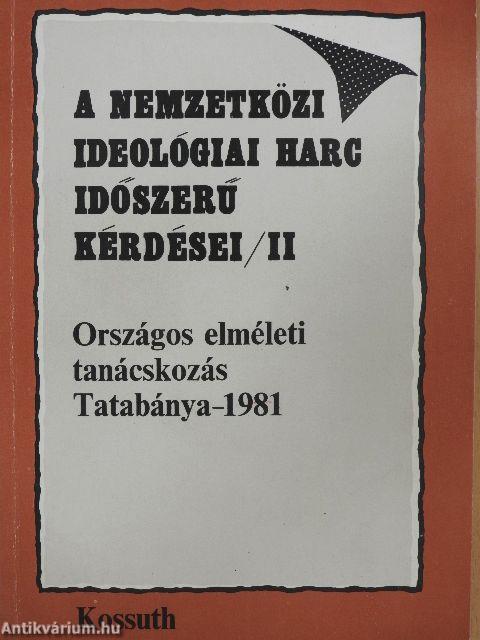 A NEMZETKÖZI
IDEOLÓGIAI HARC
IDŐSZERŰ
KÉRDÉSEI/II
Országos elméleti
tanácskozás
Tatabánya-1981
Kossuth
Antikvárium.hu